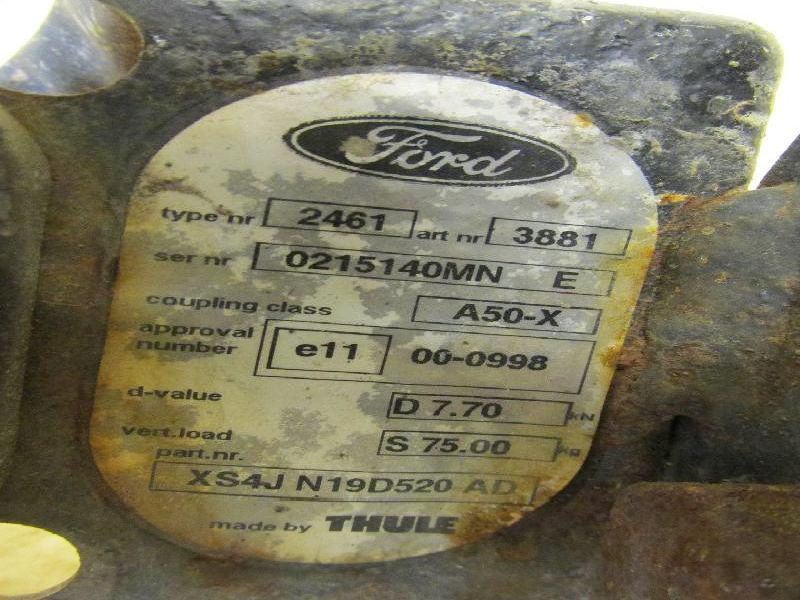 Ford
type nr 2461 art nr 3881
ser nr 0215140MN E
coupling class A50-X
approval number e11 00-0998
d-value D 7.70 kN
vert.load S 75.00 kg
part.nr.
XS4J N19D520 AD
made by THULE